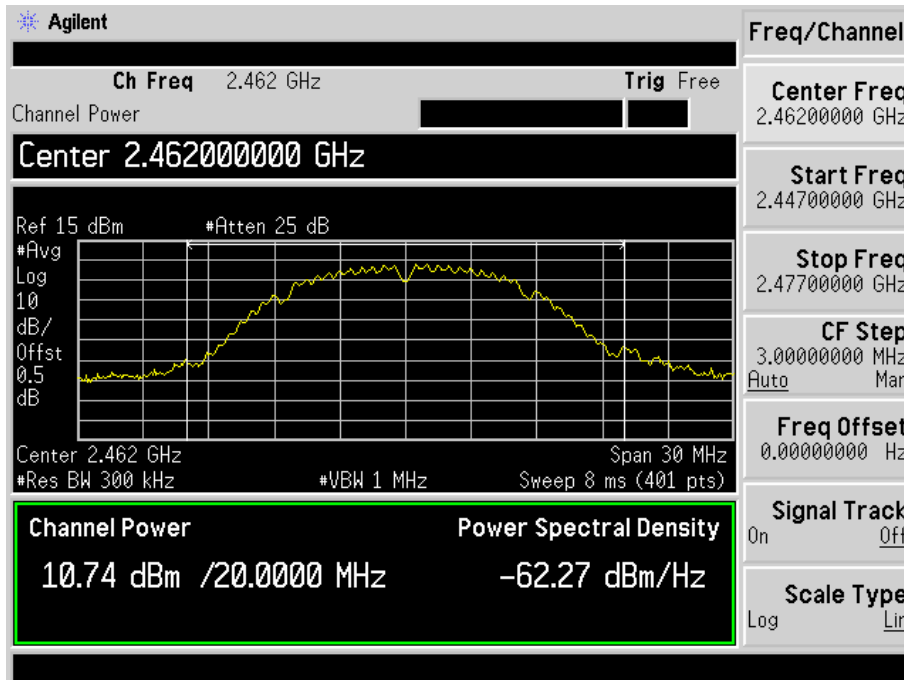 Agilent
Freq/Channel
Ch Freq 2.462 GHz Trig Free
Channel Power
Center 2.462000000 GHz
Ref 15 dBm #Atten 25 dB
#Avg
Log
10
dB/
Offst
0.5
dB
Center 2.462 GHz Span 30 MHz
#Res BW 300 kHz #VBW 1 MHz Sweep 8 ms (401 pts)
Channel Power Power Spectral Density
10.74 dBm /20.0000 MHz -62.27 dBm/Hz
Center Freq
2.46200000 GHz
Start Freq
2.44700000 GHz
Stop Freq
2.47700000 GHz
CF Step
3.00000000 MHz
Auto Man
Freq Offset
0.00000000 Hz
Signal Track
On Off
Scale Type
Log Lin